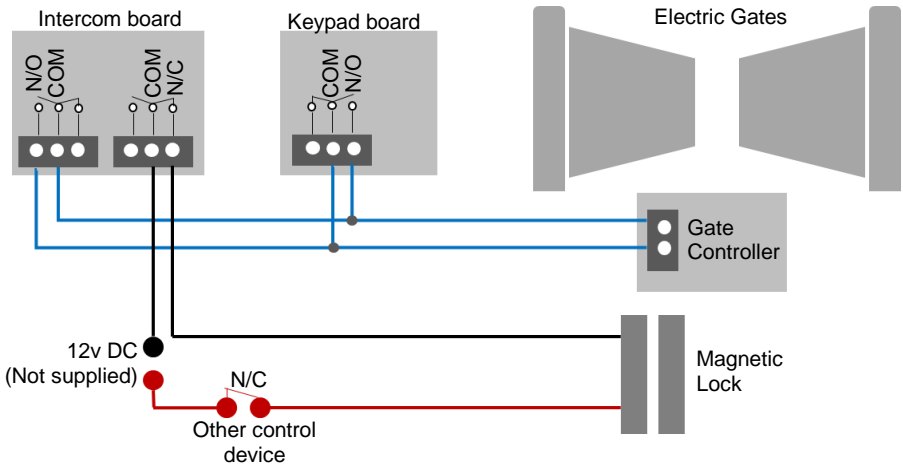 Intercom board
Keypad board
Electric Gates
N/O
COM
COM
N/C
COM
N/O
Gate
Controller
12v DC
(Not supplied)
N/C
Magnetic
Lock
Other control
device